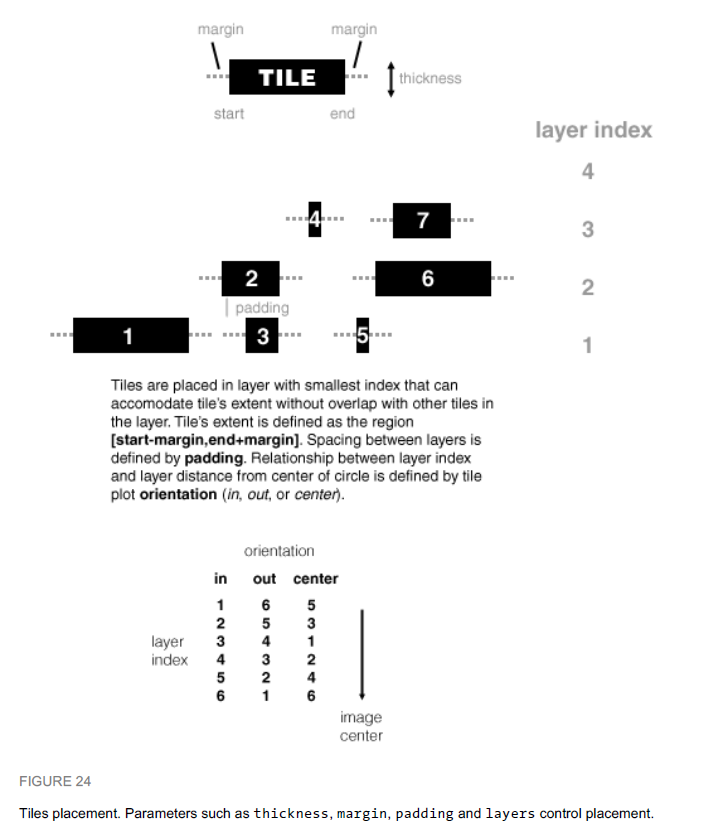 margin margin
TILE
thickness
start end
layer index
4
4 7 3
2 6 2
padding
1 3 5 1
Tiles are placed in layer with smallest index that can
accomodate tile's extent without overlap with other tiles in
the layer. Tile's extent is defined as the region
[start-margin,end+margin]. Spacing between layers is
defined by padding. Relationship between layer index
and layer distance from center of circle is defined by tile
plot orientation (in, out, or center).
orientation
in out center
1 6 5
2 5 3
layer 3 4 1
index 4 3 2
5 2 4
6 1 6
image
center
FIGURE 24
Tiles placement. Parameters such as thickness, margin, padding and layers control placement.